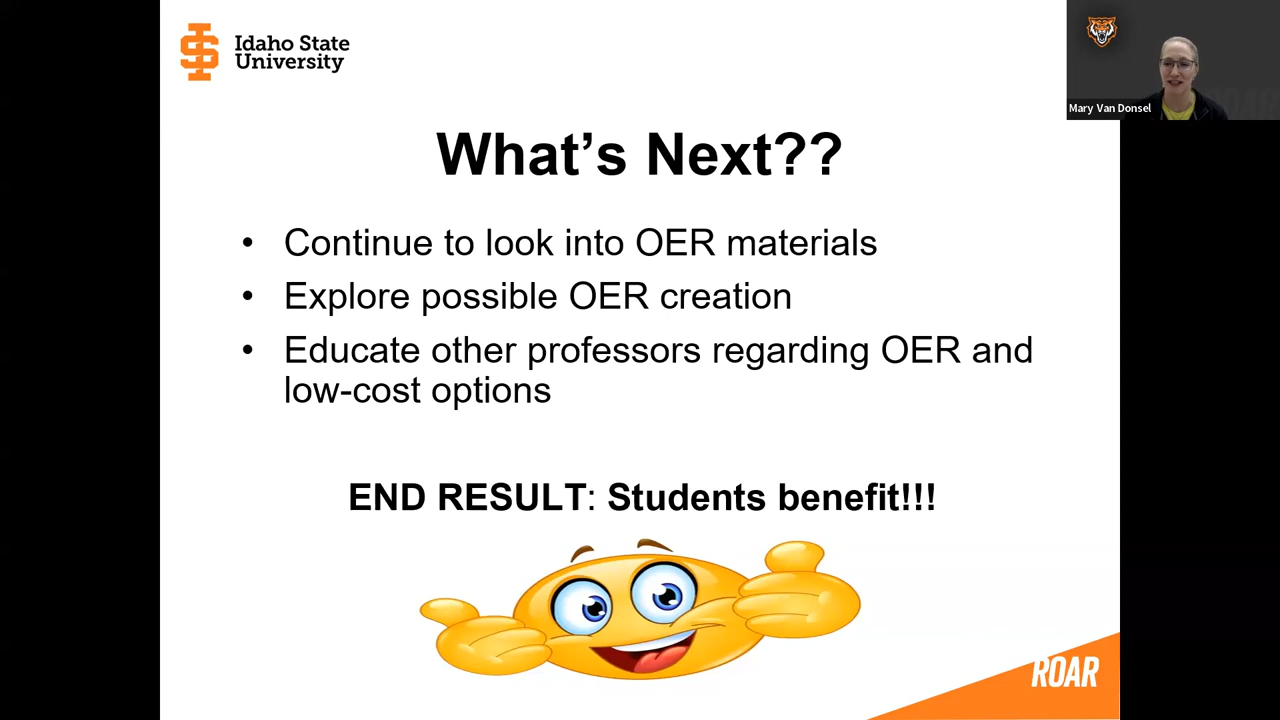 Idaho State
University
Mary Van Donsel
What's Next??
• Continue to look into OER materials
• Explore possible OER creation
• Educate other professors regarding OER and
low-cost options
END RESULT: Students benefit!!!
ROAR
ROAR